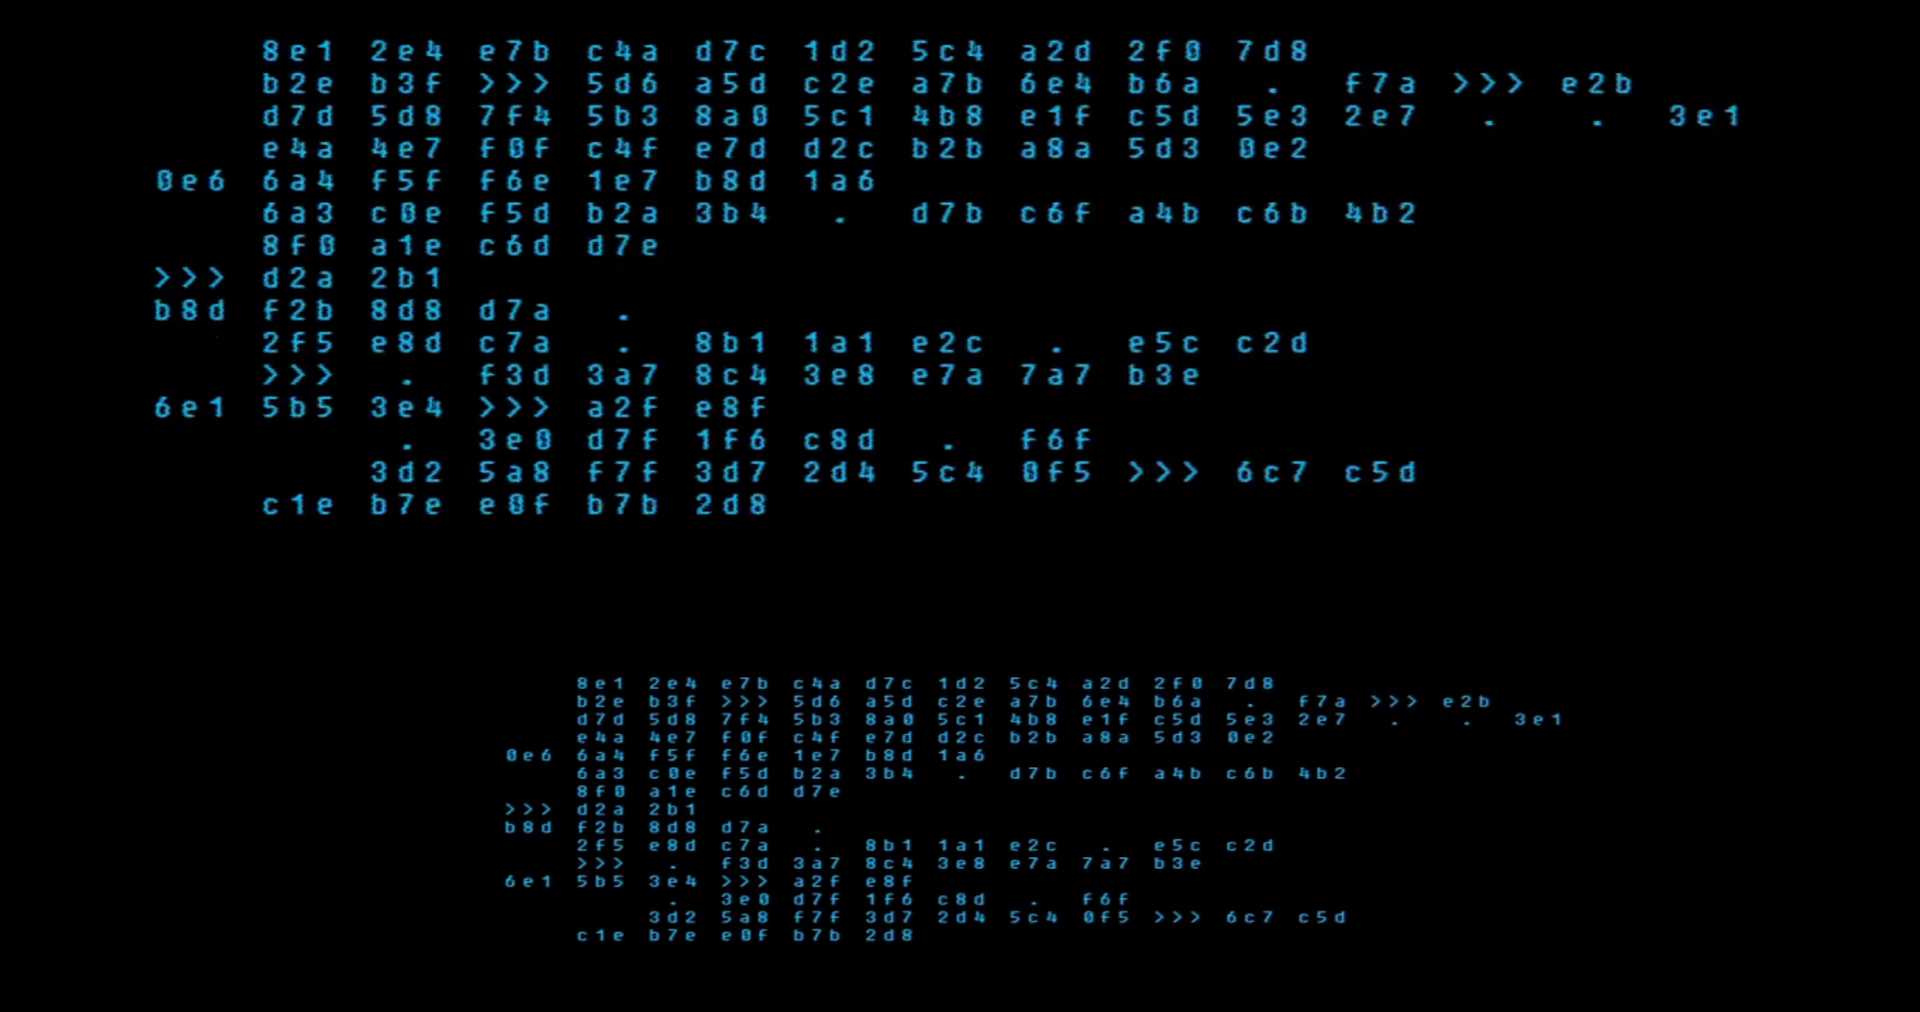 8e1 2e4 e7b c4a d7c 1d2 5c4 a2d 2f0 7d8
b2e b3f >>> 5d6 a5d c2e a7b 6e4 b6a . f7a >>> e2b
d7d 5d8 7f4 5b3 8a0 5c1 4b8 e1f c5d 5e3 2e7 . . 3e1
e4a 4e7 f0f c4f e7d d2c b2b a8a 5d3 0e2
0e6 6a4 f5f f6e 1e7 b8d 1a6
6a3 c0e f5d b2a 3b4 . d7b c6f a4b c6b 4b2
8f0 a1e c6d d7e
>>> d2a 2b1
b8d f2b 8d8 d7a .
2f5 e8d c7a . 8b1 1a1 e2c . e5c c2d
>>> . f3d 3a7 8c4 3e8 e7a 7a7 b3e
6e1 5b5 3e4 >>> a2f e8f
. 3e0 d7f 1f6 c8d . f6f
3d2 5a8 f7f 3d7 2d4 5c4 0f5 >>> 6c7 c5d
c1e b7e e0f b7b 2d8
8e1 2e4 e7b c4a d7c 1d2 5c4 a2d 2f0 7d8
b2e b3f >>> 5d6 a5d c2e a7b 6e4 b6a . f7a >>> e2b
d7d 5d8 7f4 5b3 8a0 5c1 4b8 e1f c5d 5e3 2e7 . . 3e1
e4a 4e7 f0f c4f e7d d2c b2b a8a 5d3 0e2
0e6 6a4 f5f f6e 1e7 b8d 1a6
6a3 c0e f5d b2a 3b4 . d7b c6f a4b c6b 4b2
8f0 a1e c6d d7e
>>> d2a 2b1
b8d f2b 8d8 d7a .
2f5 e8d c7a . 8b1 1a1 e2c . e5c c2d
>>> . f3d 3a7 8c4 3e8 e7a 7a7 b3e
6e1 5b5 3e4 >>> a2f e8f
. 3e0 d7f 1f6 c8d . f6f
3d2 5a8 f7f 3d7 2d4 5c4 0f5 >>> 6c7 c5d
c1e b7e e0f b7b 2d8